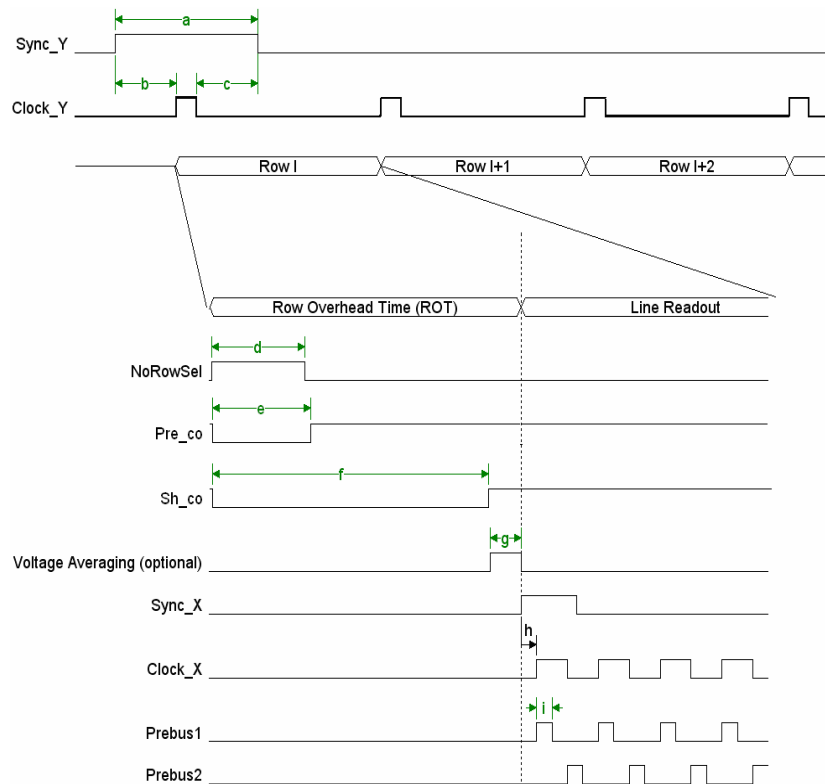 a
Sync_Y
b
c
Clock_Y
Row I
Row I+1
Row I+2
Row Overhead Time (ROT)
Line Readout
d
NoRowSel
e
Pre_co
f
Sh_co
g
Voltage Averaging (optional)
Sync_X
h
Clock_X
i
Prebus1
Prebus2